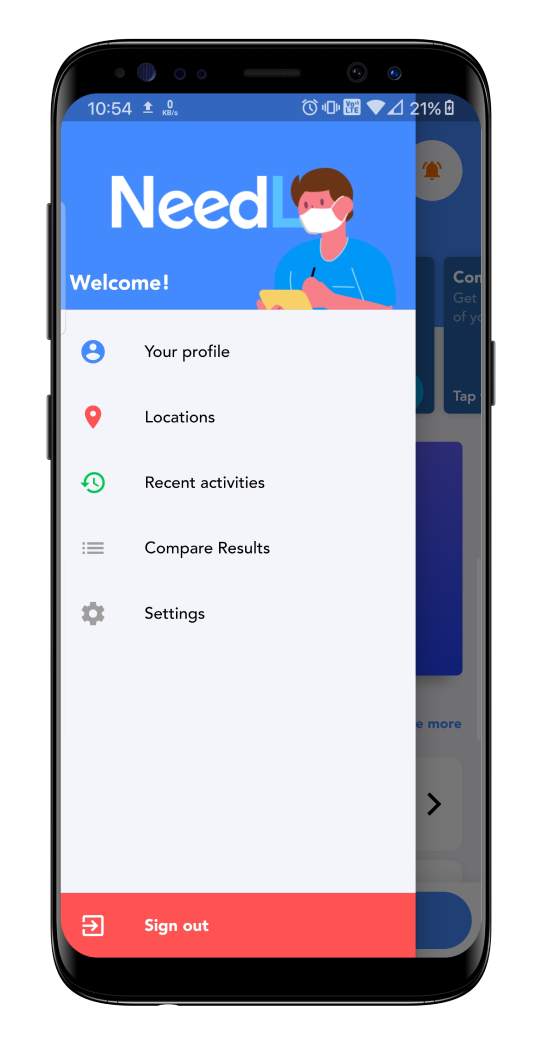 10:54 0 KB/s Vo) LTE 21%
NeedL
Welcome!
Con
Get
of yo
Tap
Your profile
Locations
Recent activities
Compare Results
Settings
e more
Sign out